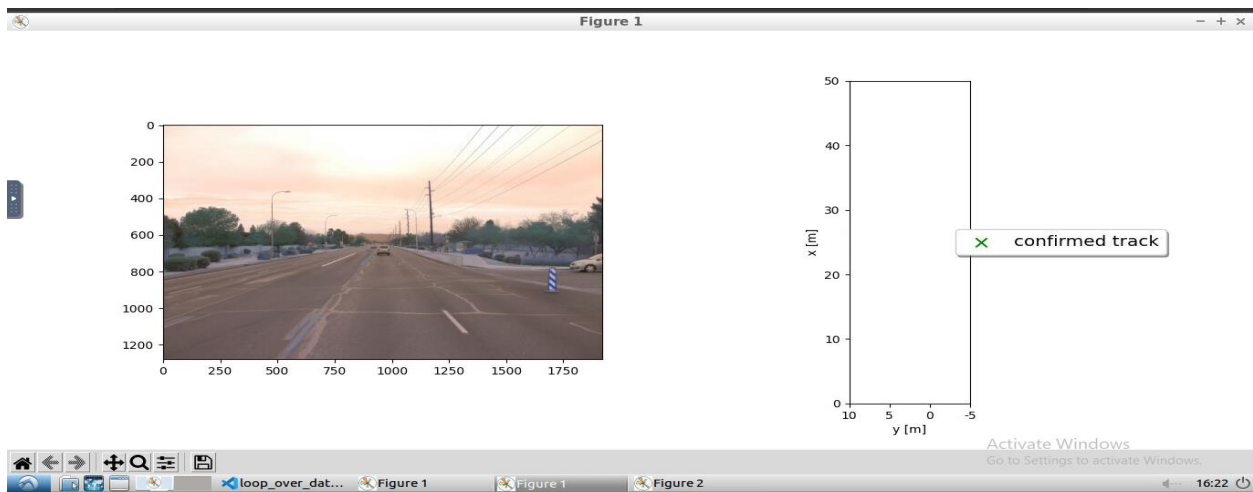 Figure 1
0
200
400
600
800
1000
1200
0 250 500 750 1000 1250 1500 1750
50
40
30
20
10
0
x [m]
10 5 0 -5
y [m]
confirmed track
Activate Windows
Go to Settings to activate Windows.
loop_over_dat... Figure 1 Figure 1 Figure 2 16:22